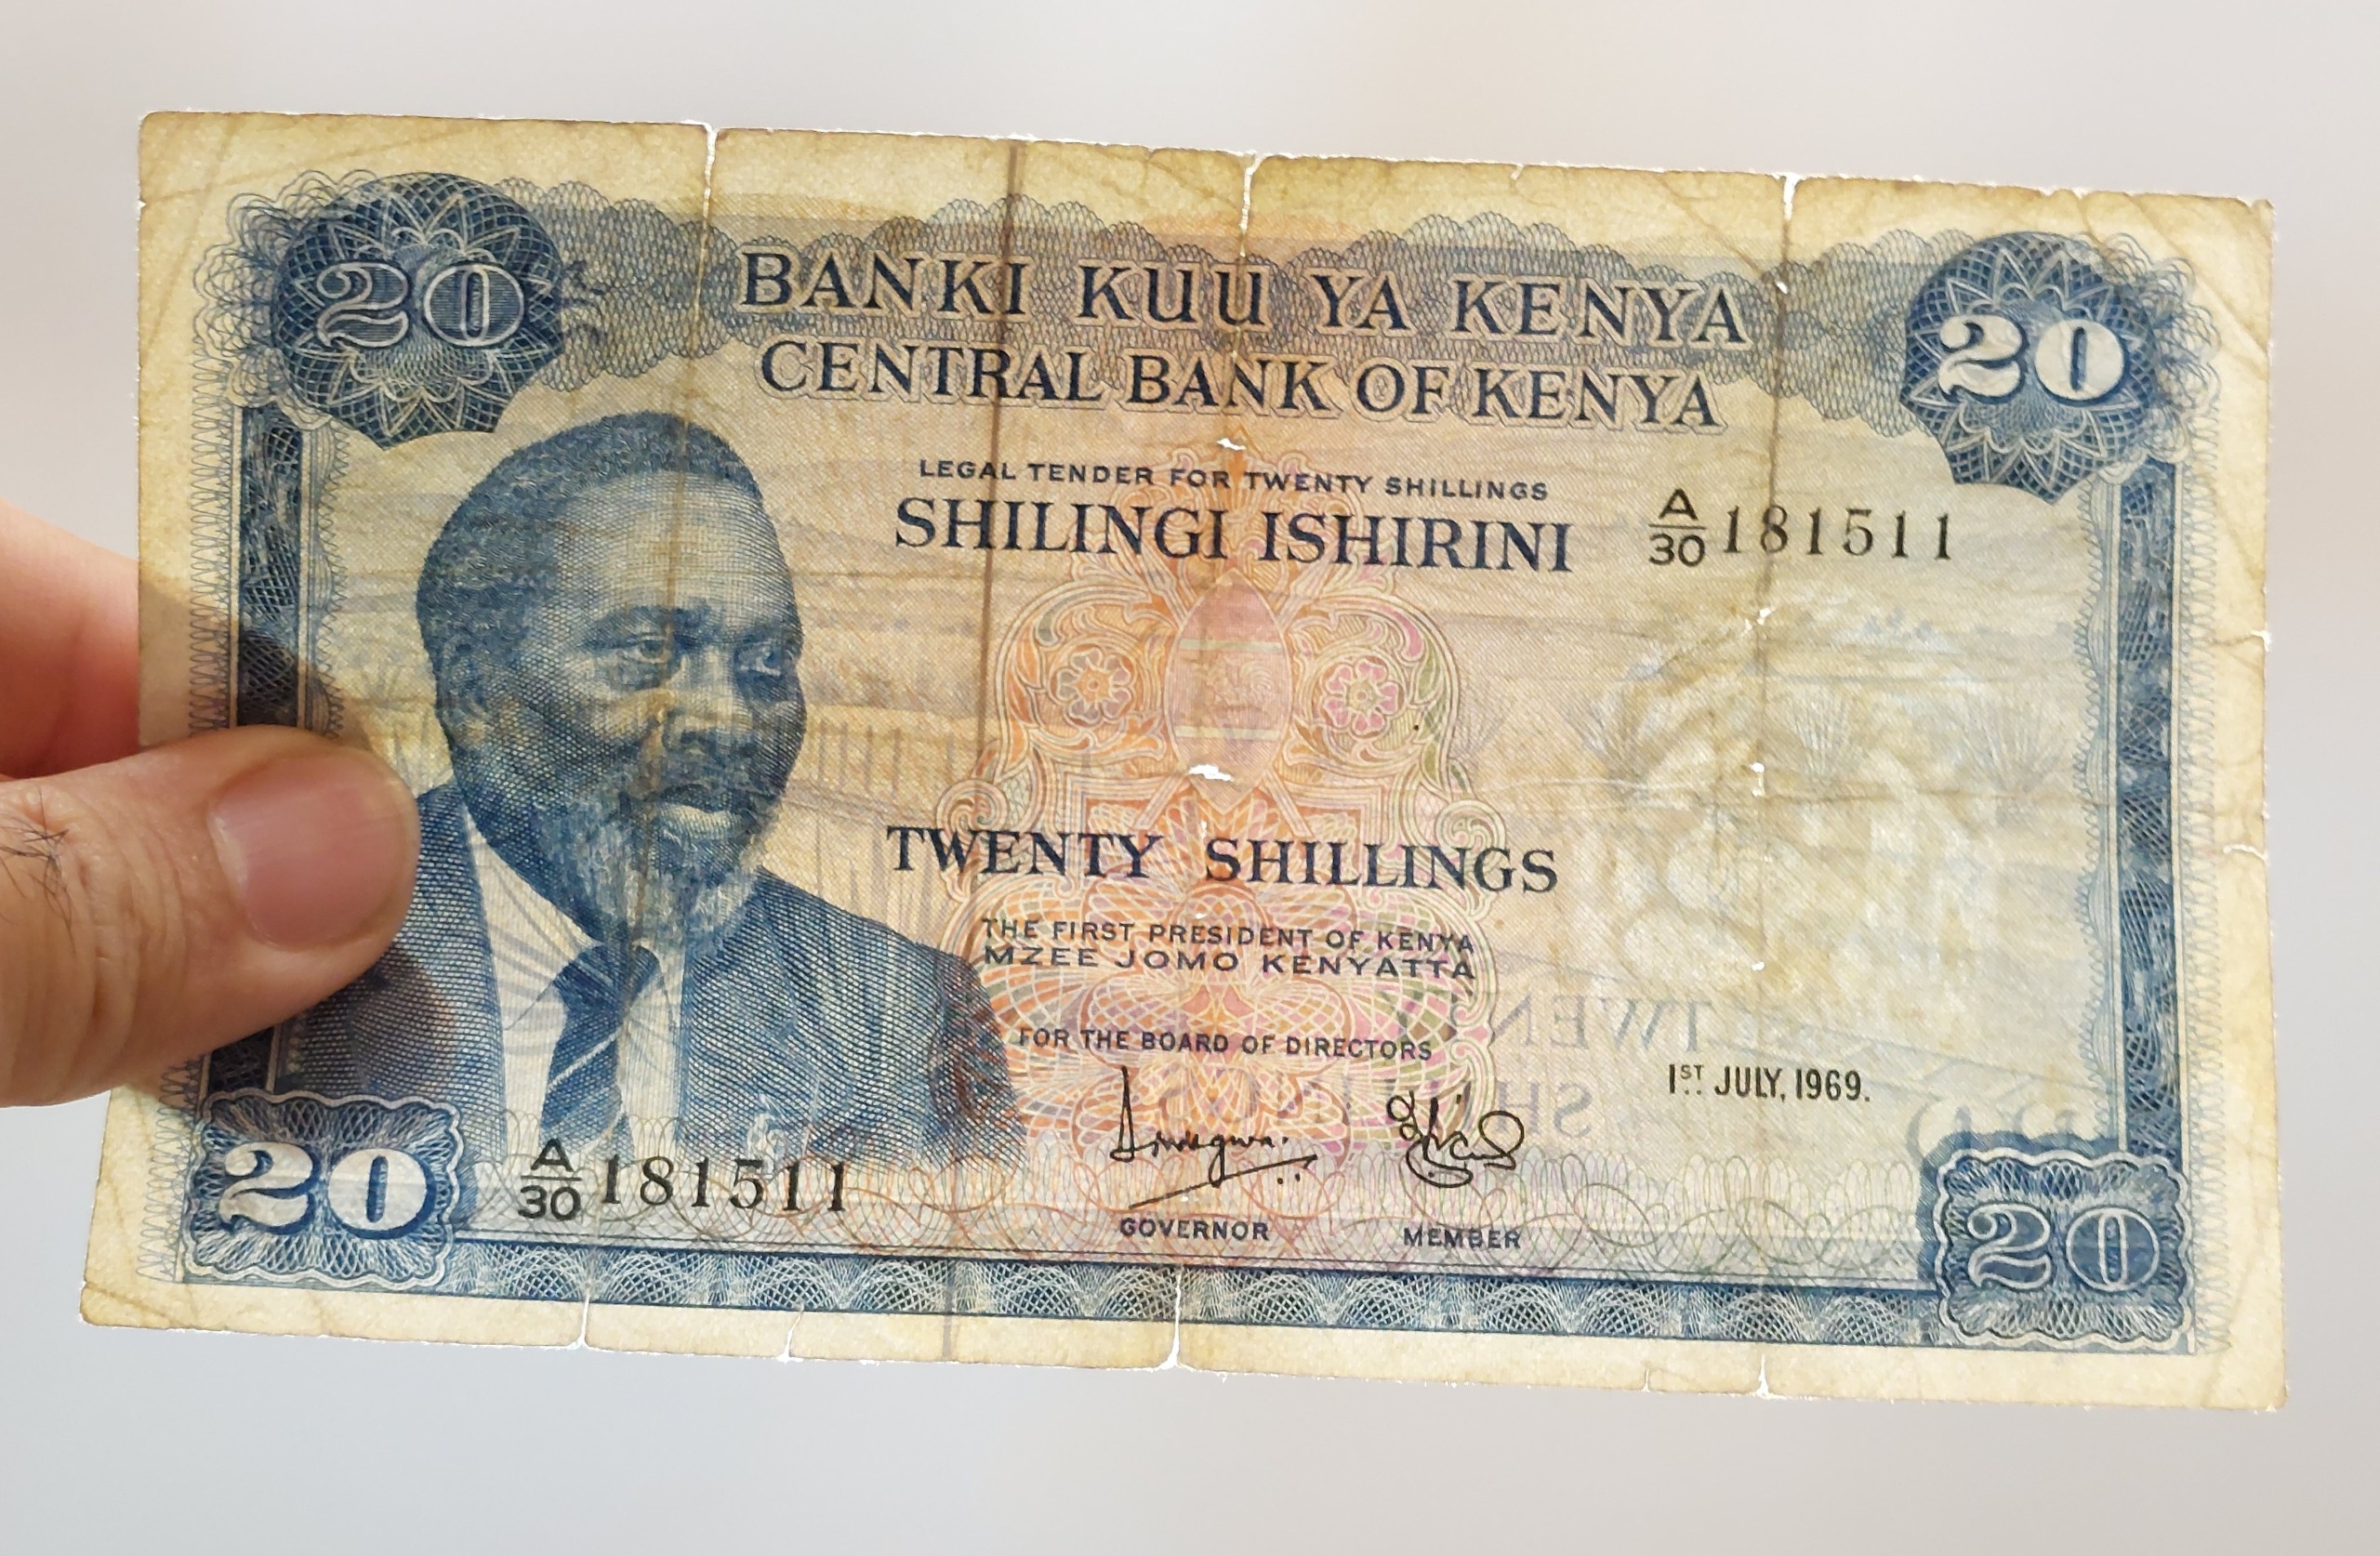 20
20
BANKI KUU YA KENYA
CENTRAL BANK OF KENYA
LEGAL TENDER FOR TWENTY SHILLINGS
SHILINGI ISHIRINI
A/30 181511
TWENTY SHILLINGS
THE FIRST PRESIDENT OF KENYA
MZEE JOMO KENYATTA
FOR THE BOARD OF DIRECTORS
1ST JULY, 1969.
20
A/30 181511
GOVERNOR
MEMBER
20